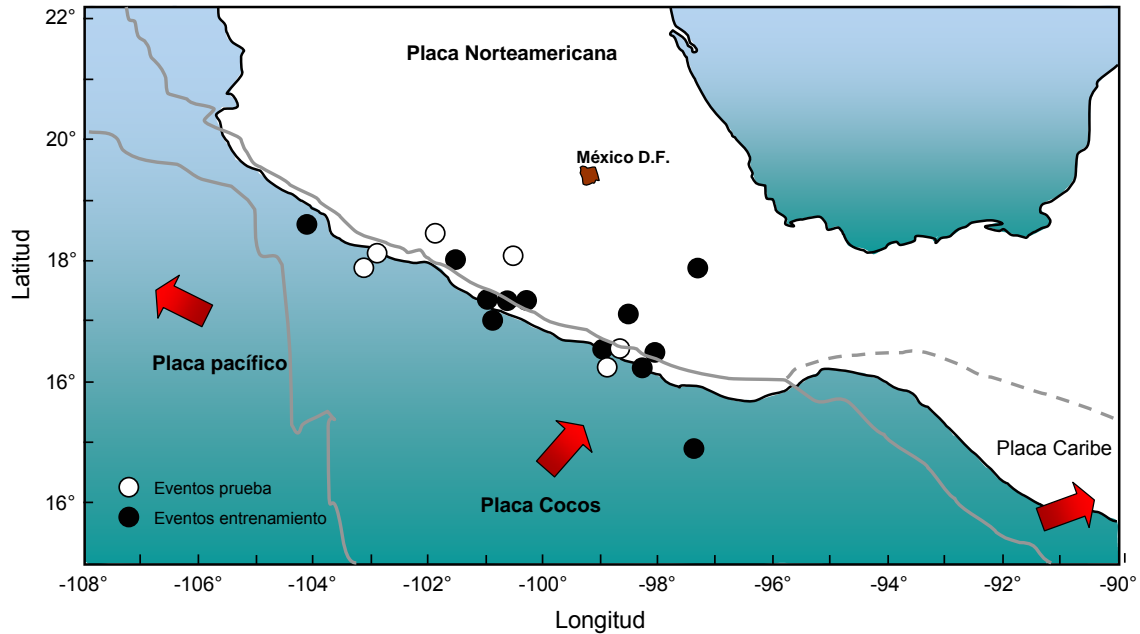 22°
Placa Norteamericana
20°
México D.F.
18°
Latitud
Placa pacífico
16°
Placa Caribe
Eventos prueba
Placa Cocos
16°
Eventos entrenamiento
-108° -106° -104° -102° -100° -98° -96° -94° -92° -90°
Longitud